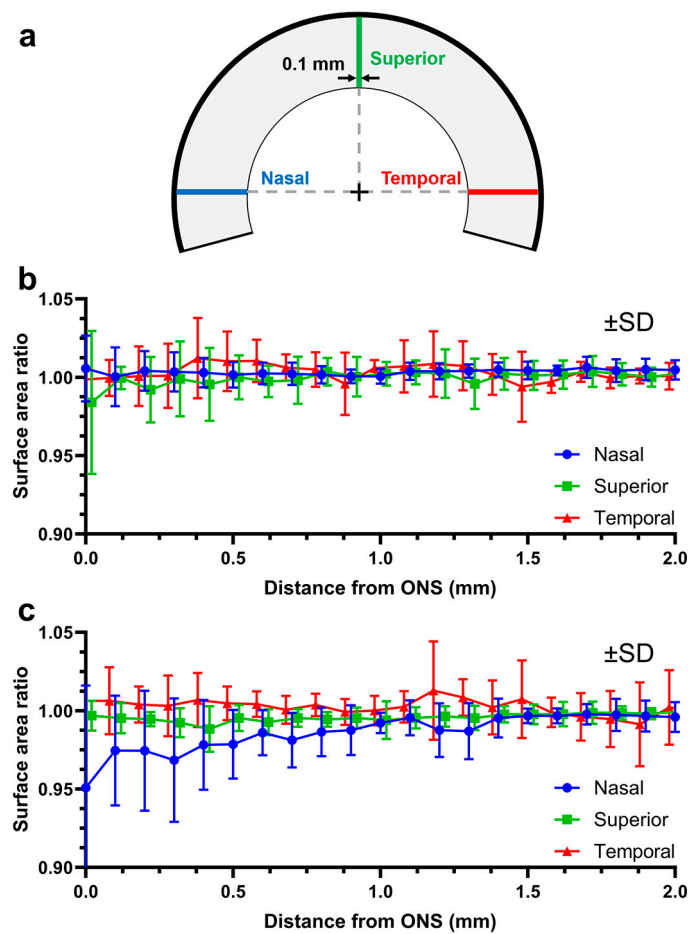 a
Superior
0.1 mm
Nasal
Temporal
b
1.05
±SD
1.00
Surface area ratio
0.95
Nasal
Superior
Temporal
0.90
0.0 0.5 1.0 1.5 2.0
Distance from ONS (mm)
c
1.05
±SD
1.00
Surface area ratio
0.95
Nasal
Superior
Temporal
0.90
0.0 0.5 1.0 1.5 2.0
Distance from ONS (mm)